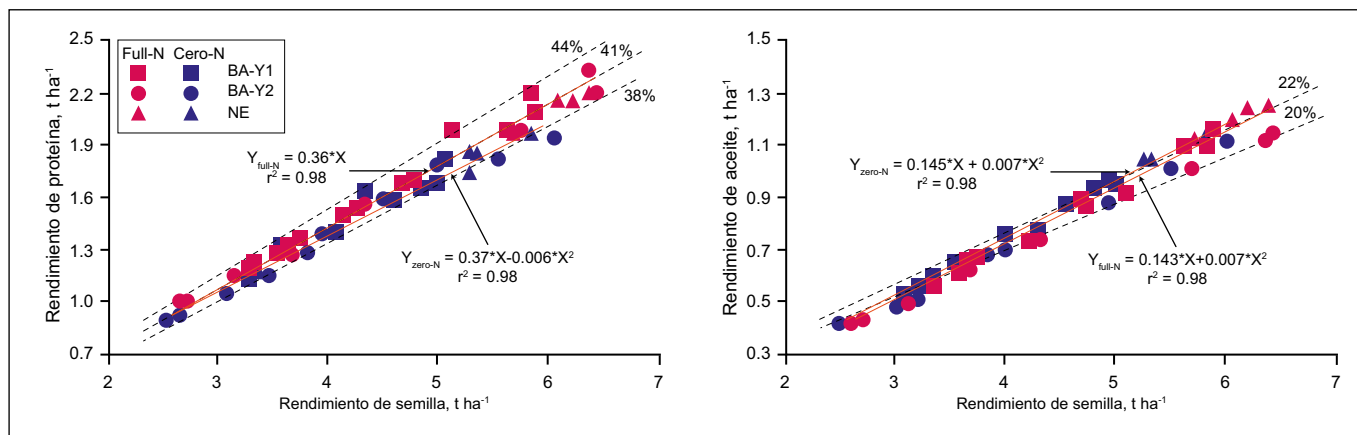 Rendimiento de proteína, t ha⁻¹
2.5
2.2
1.9
1.6
1.3
1.0
0.7
Full-N Cero-N
BA-Y1
BA-Y2
NE
44%
41%
38%
Y full-N = 0.36*X
r² = 0.98
Y zero-N = 0.37*X-0.006*X²
r² = 0.98
2 3 4 5 6 7
Rendimiento de semilla, t ha⁻¹
Rendimiento de aceite, t ha⁻¹
1.5
1.3
1.1
0.9
0.7
0.5
0.3
22%
20%
Y zero-N = 0.145*X + 0.007*X²
r² = 0.98
Y full-N = 0.143*X+0.007*X²
r² = 0.98
2 3 4 5 6 7
Rendimiento de semilla, t ha⁻¹